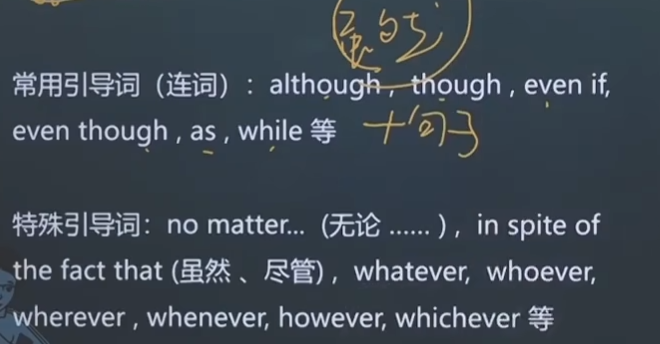 常用引导词（连词）：although, though , even if,
even though , as , while 等 十句子
特殊引导词：no matter... (无论 ...... ) , in spite of
the fact that (虽然 、尽管) , whatever, whoever,
wherever , whenever, however, whichever 等